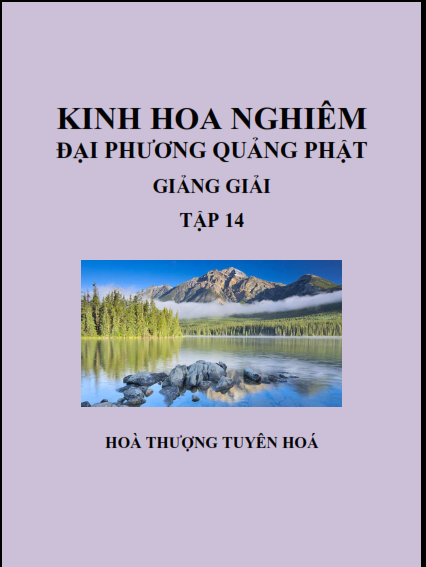 KINH HOA NGHIÊM
ĐẠI PHƯƠNG QUẢNG PHẬT
GIẢNG GIẢI
TẬP 14
HOÀ THƯỢNG TUYÊN HOÁ